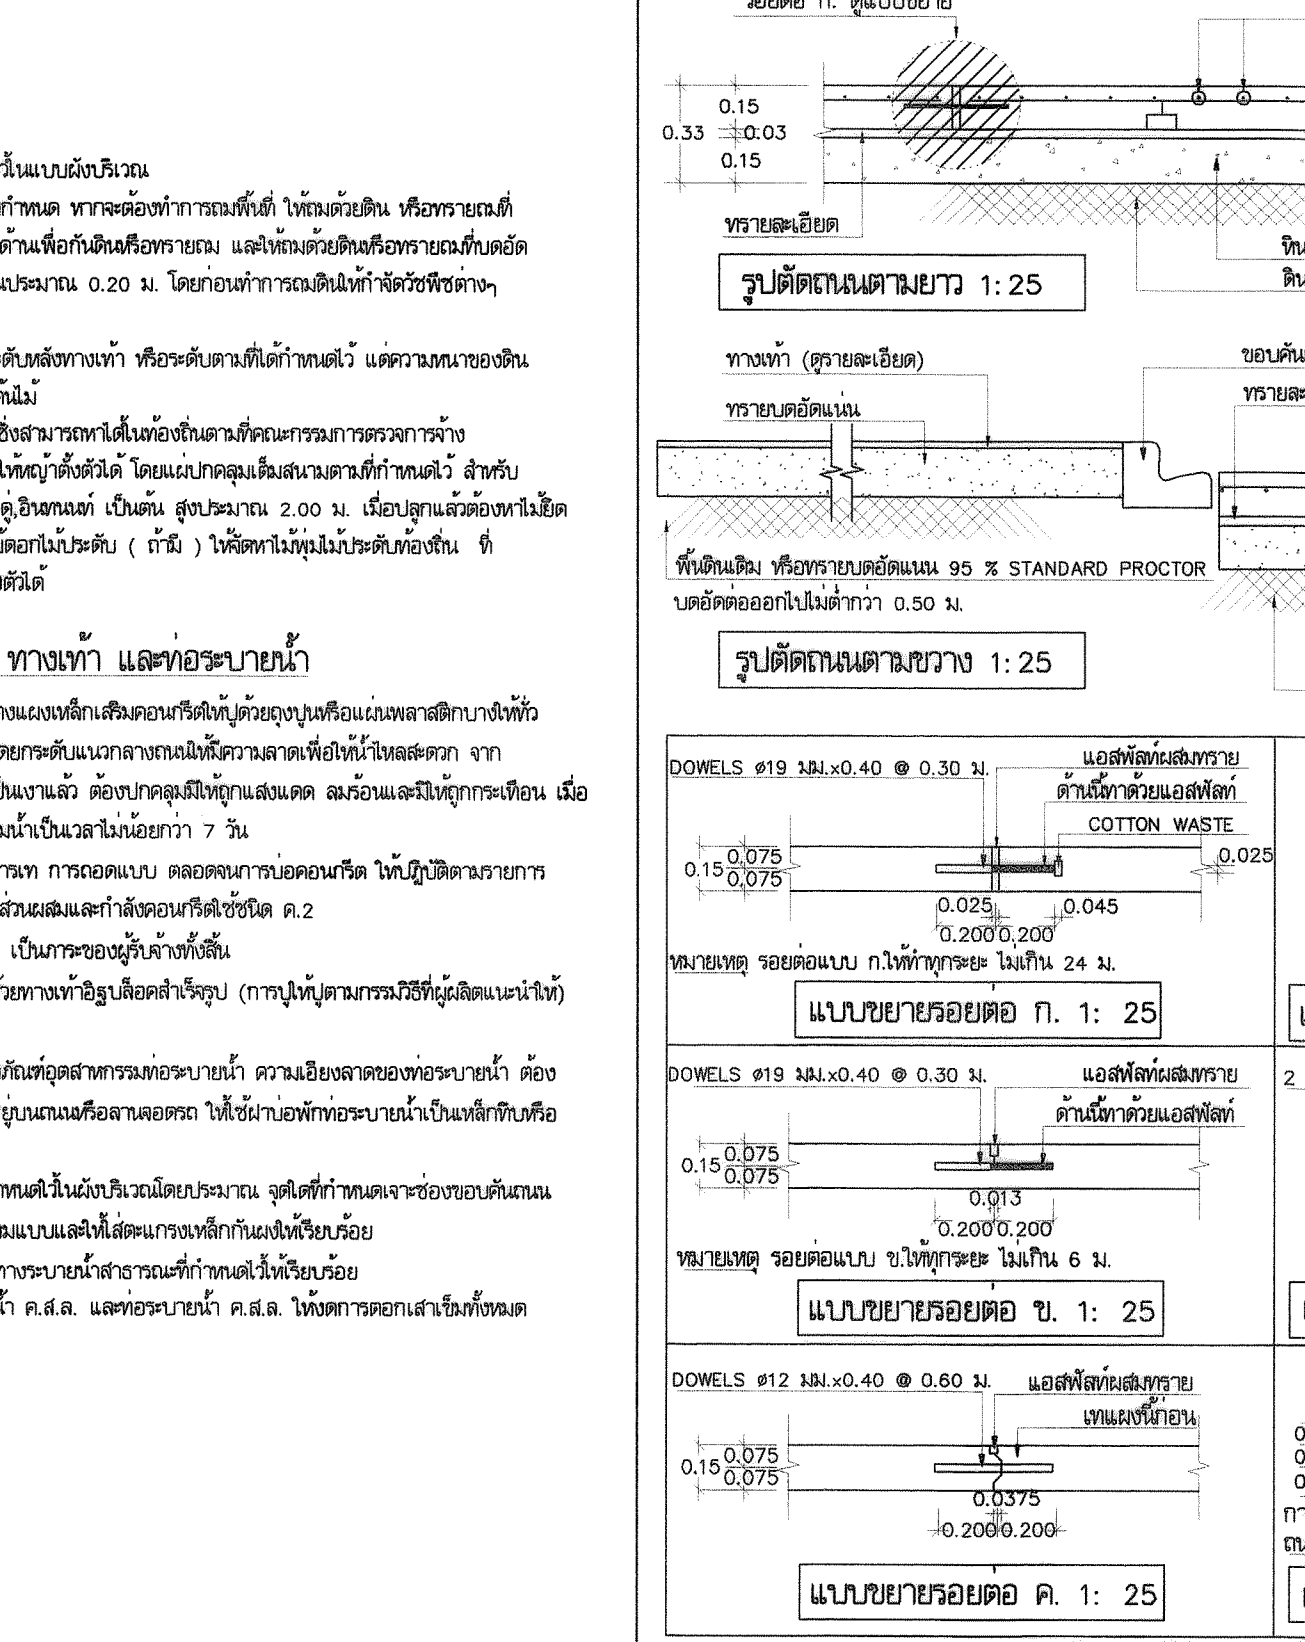 วไว้ในแบบผังบริเวณ
กำหนด หากจะต้องทำการถมพื้นที่ ให้ถมด้วยดิน หรือทรายถมที่
ด้านเพื่อกันดินหรือทรายถม และให้ถมด้วยดินหรือทรายถมที่บดอัด
นประมาณ 0.20 ม. โดยก่อนทำการถมดินให้กำจัดวัชพืชต่างๆ
ะดับหลังทางเท้า หรือระดับตามที่ได้กำหนดไว้ แต่ความหนาของดิน
ต้นไม้
ซึ่งสามารถหาได้ในท้องถิ่นตามที่คณะกรรมการตรวจการจ้าง
ให้หญ้าตั้งตัวได้ โดยแผ่ปกคลุมเต็มสนามตามที่กำหนดไว้ สำหรับ
ดู่,อินทนนท์ เป็นต้น สูงประมาณ 2.00 ม. เมื่อปลูกแล้วต้องหาไม้ยึด
ดอกไม้ประดับ ( ถ้ามี ) ให้จัดหาไม้พุ่มไม้ประดับท้องถิ่น ที่
งตัวได้
ทางเท้า และท่อระบายน้ำ
างแผงเหล็กเสริมคอนกรีตให้ปูด้วยถุงปูนหรือแผ่นพลาสติกบางให้ทั่ว
ดยกระดับแนวกลางถนนให้มีความลาดเพื่อให้น้ำไหลสะดวก จาก
ป็นเงาแล้ว ต้องปกคลุมมิให้ถูกแสงแดด ลมร้อนและมิให้ถูกกระเทือน เมื่อ
มน้ำเป็นเวลาไม่น้อยกว่า 7 วัน
ารเท การถอดแบบ ตลอดจนการบ่มคอนกรีต ให้ปฏิบัติตามรายการ
ส่วนผสมและกำลังคอนกรีตใช้ชนิด ค.2
เป็นภาระของผู้รับจ้างทั้งสิ้น
้วยทางเท้าอิฐบล็อคสำเร็จรูป (การปูให้ปูตามกรรมวิธีที่ผู้ผลิตแนะนำให้)
ภัณฑ์อุตสาหกรรมท่อระบายน้ำ ความเอียงลาดของท่อระบายน้ำ ต้อง
ยู่บนถนนหรือลานจอดรถ ให้ใช้ฝาบ่อพักท่อระบายน้ำเป็นเหล็กทึบหรือ
าหนดไว้ในผังบริเวณโดยประมาณ จุดใดที่กำหนดเจาะช่องขอบคันถนน
มแบบและให้ใส่ตะแกรงเหล็กกันผงให้เรียบร้อย
ทางระบายน้ำสาธารณะที่กำหนดไว้ให้เรียบร้อย
น้ำ ค.ส.ล. และท่อระบายน้ำ ค.ส.ล. ให้งดการตอกเสาเข็มทั้งหมด
รอยต่อ ก. ดูแบบขยาย
0.15
0.33 0.03
0.15
ทรายละเอียด
หิน
ดิน
รูปตัดถนนตามยาว 1:25
ทางเท้า (ดูรายละเอียด)
ขอบคัน
ทรายบดอัดแน่น
ทรายละ
พื้นดินเดิม หรือทรายบดอัดแน่น 95 % STANDARD PROCTOR
บดอัดต่อออกไปไม่ต่ำกว่า 0.50 ม.
รูปตัดถนนตามขวาง 1:25
DOWELS ø19 มม.x0.40 @ 0.30 ม.
แอสฟัลท์ผสมทราย
ด้านนี้ทาด้วยแอสฟัลท์
COTTON WASTE
0.15 0.075 0.075
0.025
0.025 0.045
0.200 0.200
หมายเหตุ รอยต่อแบบ ก.ให้ทำทุกระยะ ไม่เกิน 24 ม.
แบบขยายรอยต่อ ก. 1: 25
DOWELS ø19 มม.x0.40 @ 0.30 ม.
แอสฟัลท์ผสมทราย
2
ด้านนี้ทาด้วยแอสฟัลท์
0.15 0.075 0.075
0.013
0.200 0.200
หมายเหตุ รอยต่อแบบ ข.ให้ทุกระยะ ไม่เกิน 6 ม.
แบบขยายรอยต่อ ข. 1: 25
DOWELS ø12 มม.x0.40 @ 0.60 ม.
แอสฟัลท์ผสมทราย
เทแผงนี้ก่อน
0.15 0.075 0.075
0.0375
0.200 0.200
แบบขยายรอยต่อ ค. 1: 25